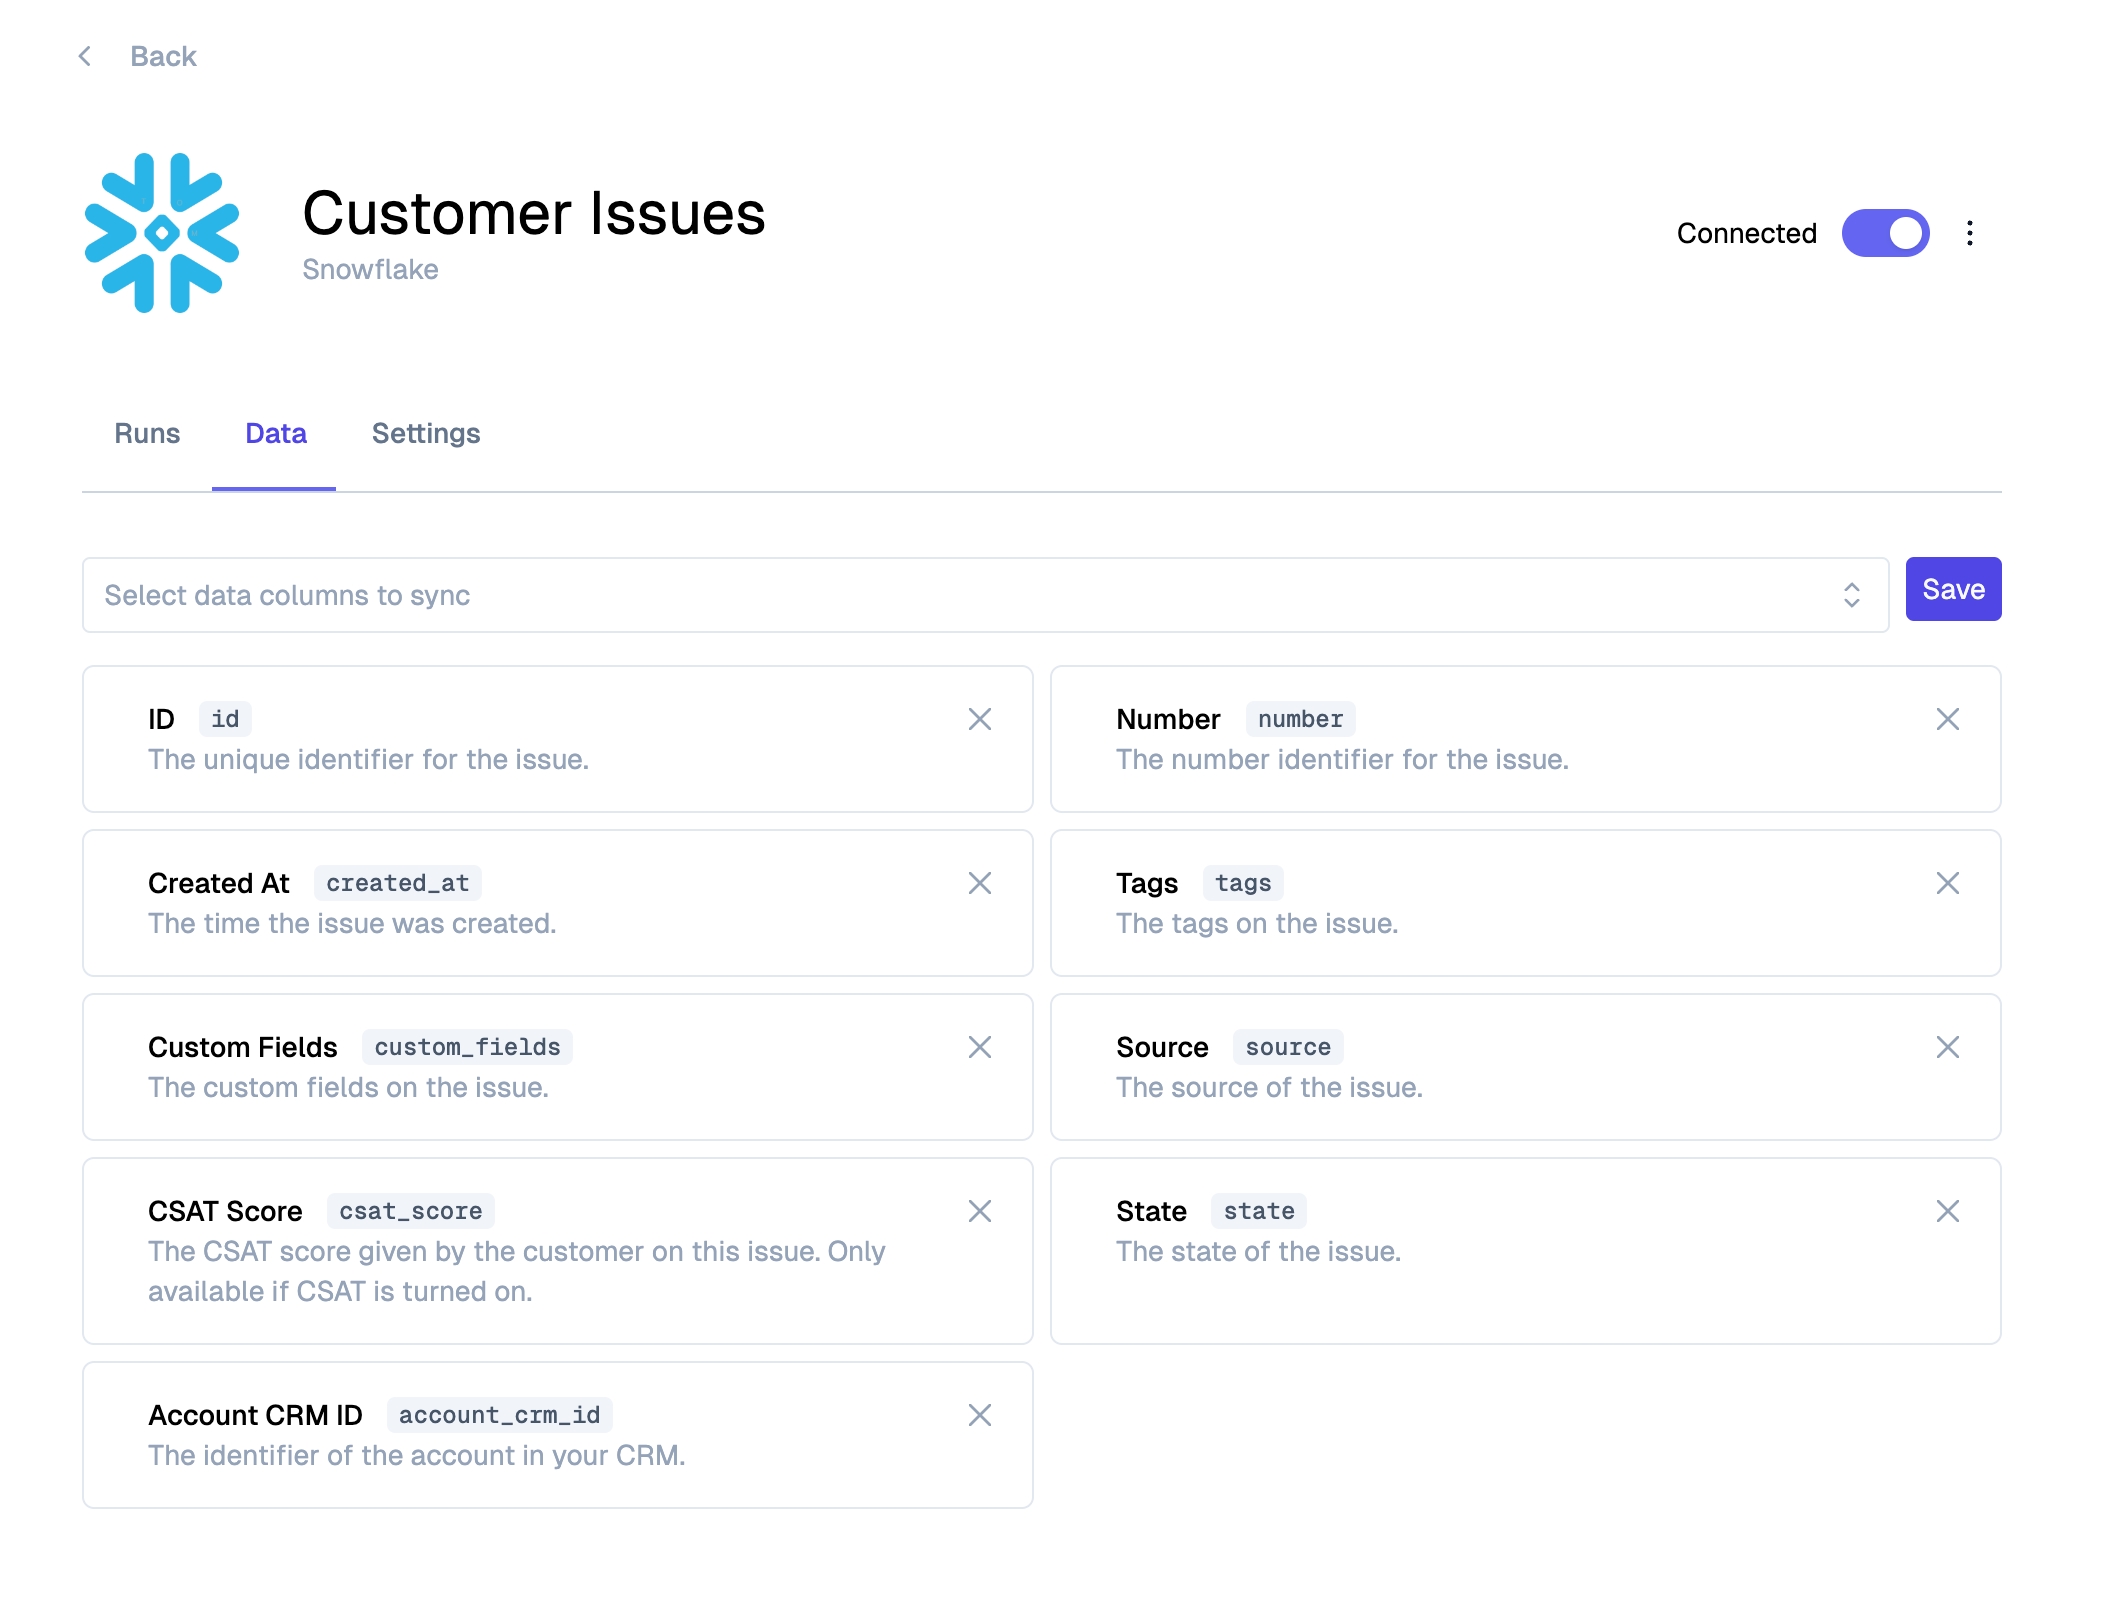 Back
Customer Issues
Snowflake
Connected
Runs Data Settings
Select data columns to sync
Save
ID id
The unique identifier for the issue.
Number number
The number identifier for the issue.
Created At created_at
The time the issue was created.
Tags tags
The tags on the issue.
Custom Fields custom_fields
The custom fields on the issue.
Source source
The source of the issue.
CSAT Score csat_score
The CSAT score given by the customer on this issue. Only
available if CSAT is turned on.
State state
The state of the issue.
Account CRM ID account_crm_id
The identifier of the account in your CRM.